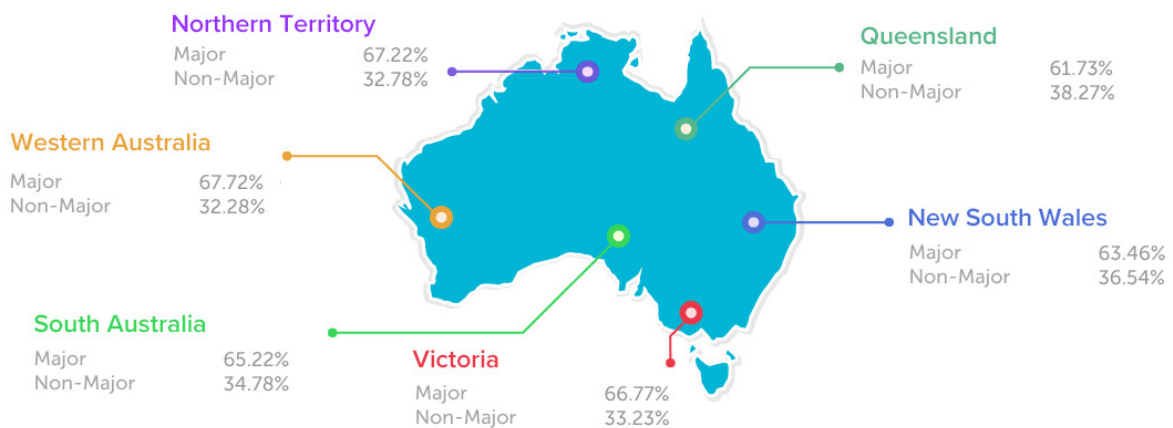 Northern Territory
Major 67.22%
Non-Major 32.78%
Queensland
Major 61.73%
Non-Major 38.27%
Western Australia
Major 67.72%
Non-Major 32.28%
New South Wales
Major 63.46%
Non-Major 36.54%
South Australia
Major 65.22%
Non-Major 34.78%
Victoria
Major 66.77%
Non-Major 33.23%